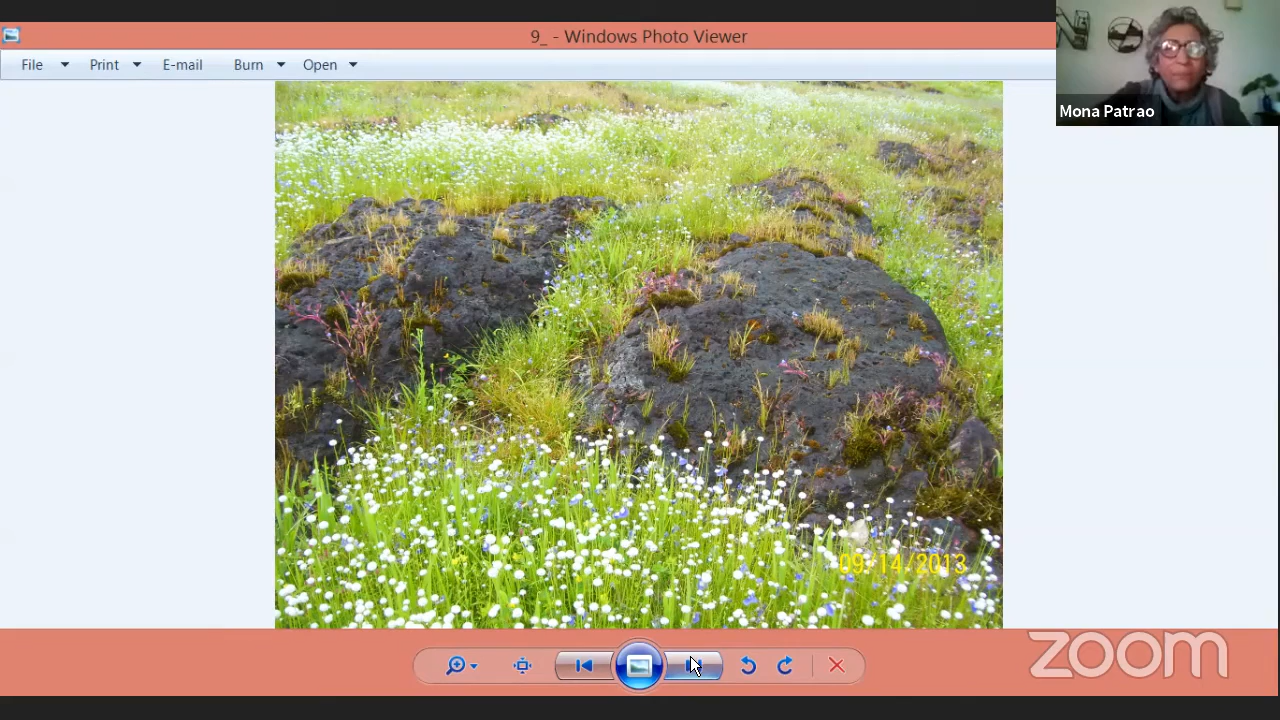 9_ - Windows Photo Viewer
File Print E-mail Burn Open
Mona Patrao
09/14/2013
zoom